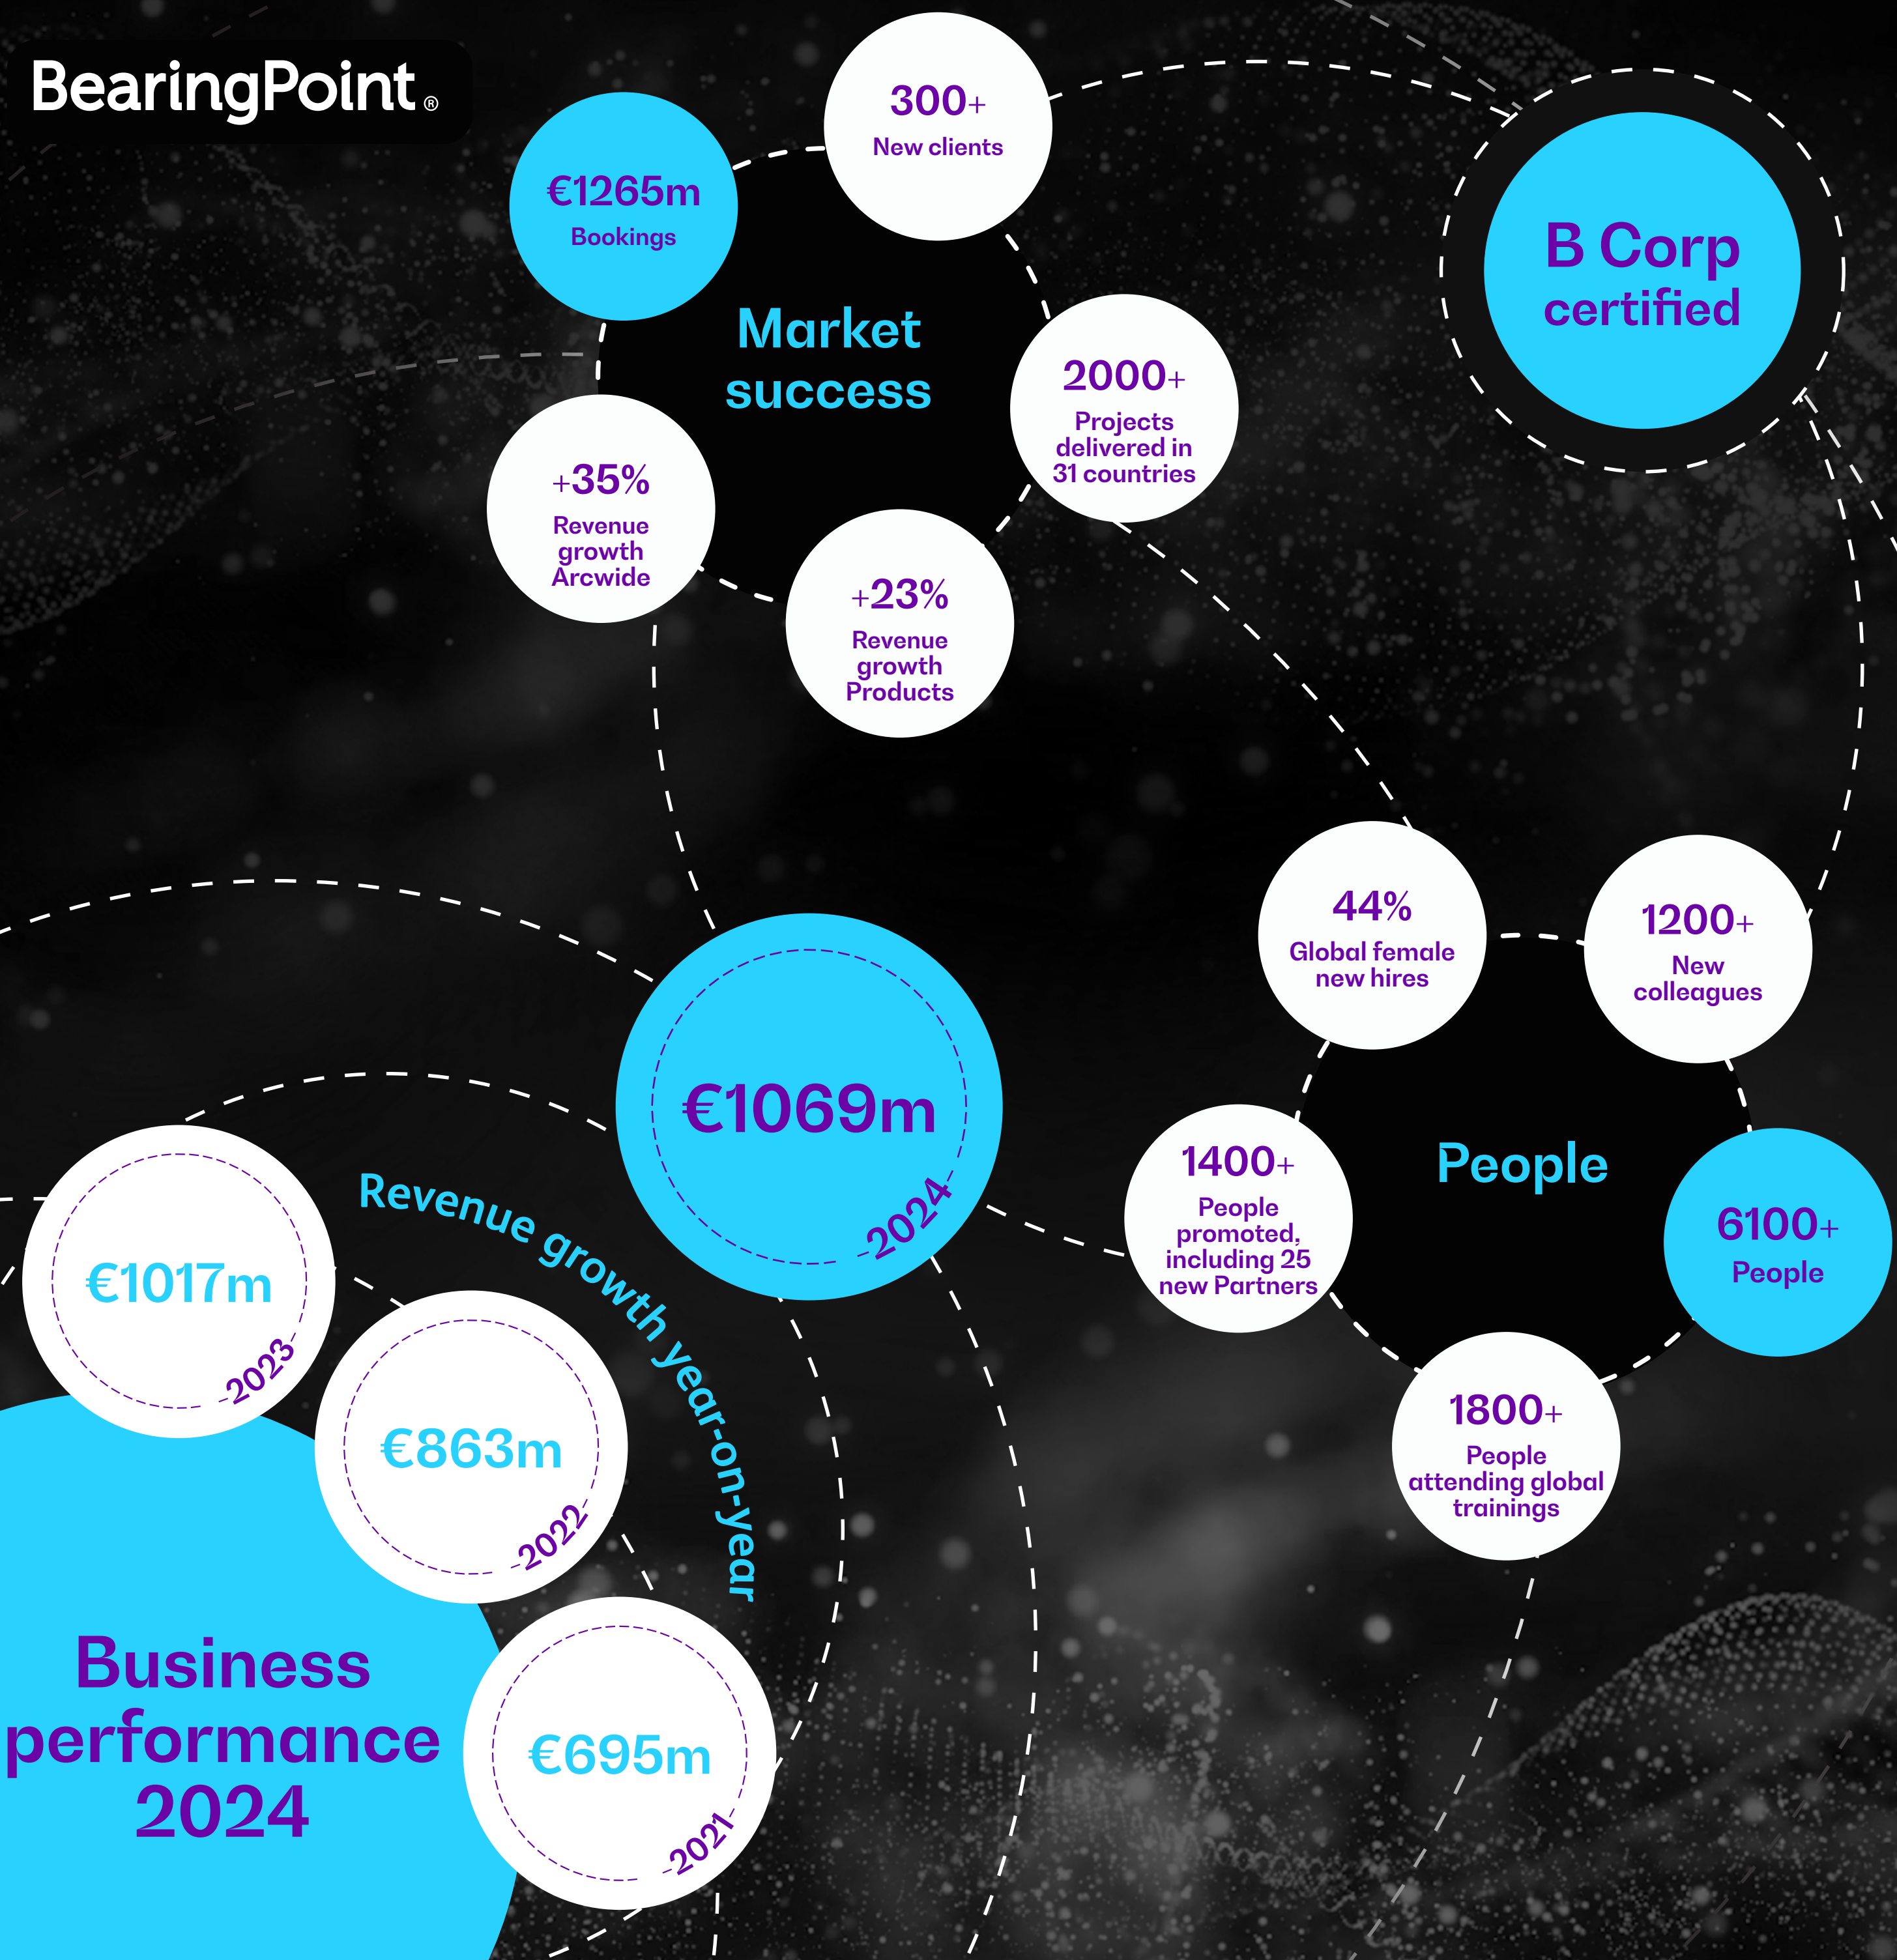 BearingPoint®
€1265m
Bookings
300+
New clients
Market
success
2000+
Projects
delivered in
31 countries
+35%
Revenue
growth
Arcwide
+23%
Revenue
growth
Products
B Corp
certified
44%
Global female
new hires
1200+
New
colleagues
People
1400+
People
promoted,
including 25
new Partners
6100+
People
1800+
People
attending global
trainings
€1069m
2024
Revenue growth year-on-year
€1017m
2023
€863m
2022
€695m
2021
Business
performance
2024